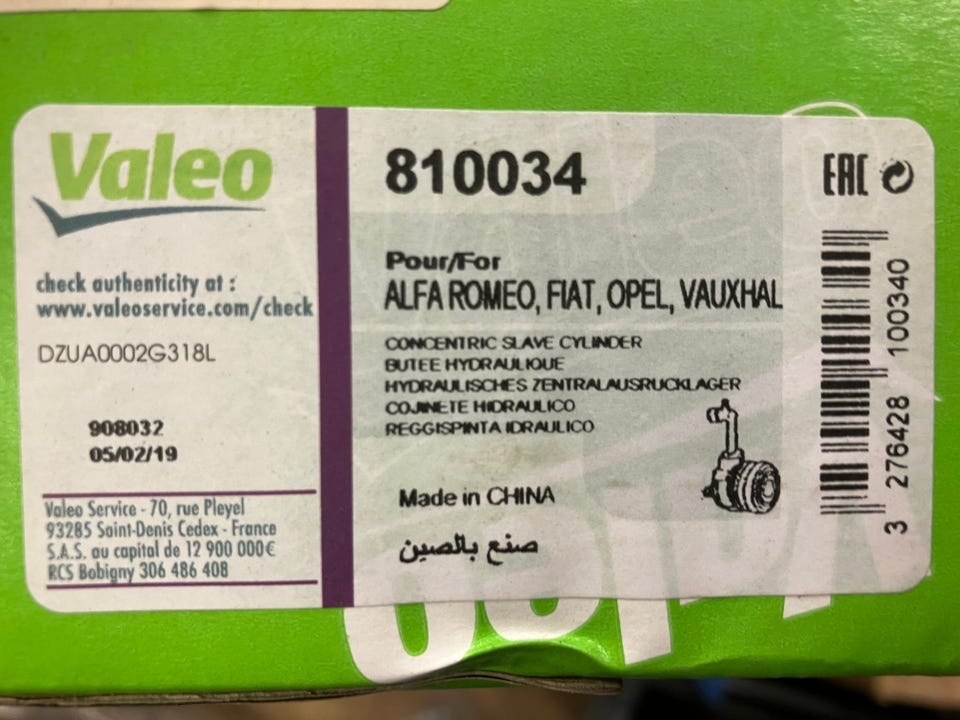 Valeo
check authenticity at :
www.valeoservice.com/check
DZUA0002G318L
908032
05/02/19
Valeo Service - 70, rue Pleyel
93285 Saint-Denis Cedex - France
S.A.S. au capital de 12 900 000€
RCS Bobigny 306 486 408
810034
Pour/For
ALFA ROMEO, FIAT, OPEL, VAUXHAL
CONCENTRIC SLAVE CYLINDER
BUTEE HYDRAULIQUE
HYDRAULISCHES ZENTRALAUSRUCKLAGER
COJINETE HIDRAULICO
REGGISPINTA IDRAULICO
Made in CHINA
صنع بالصين
EAC
3 276428 100340
Valeo